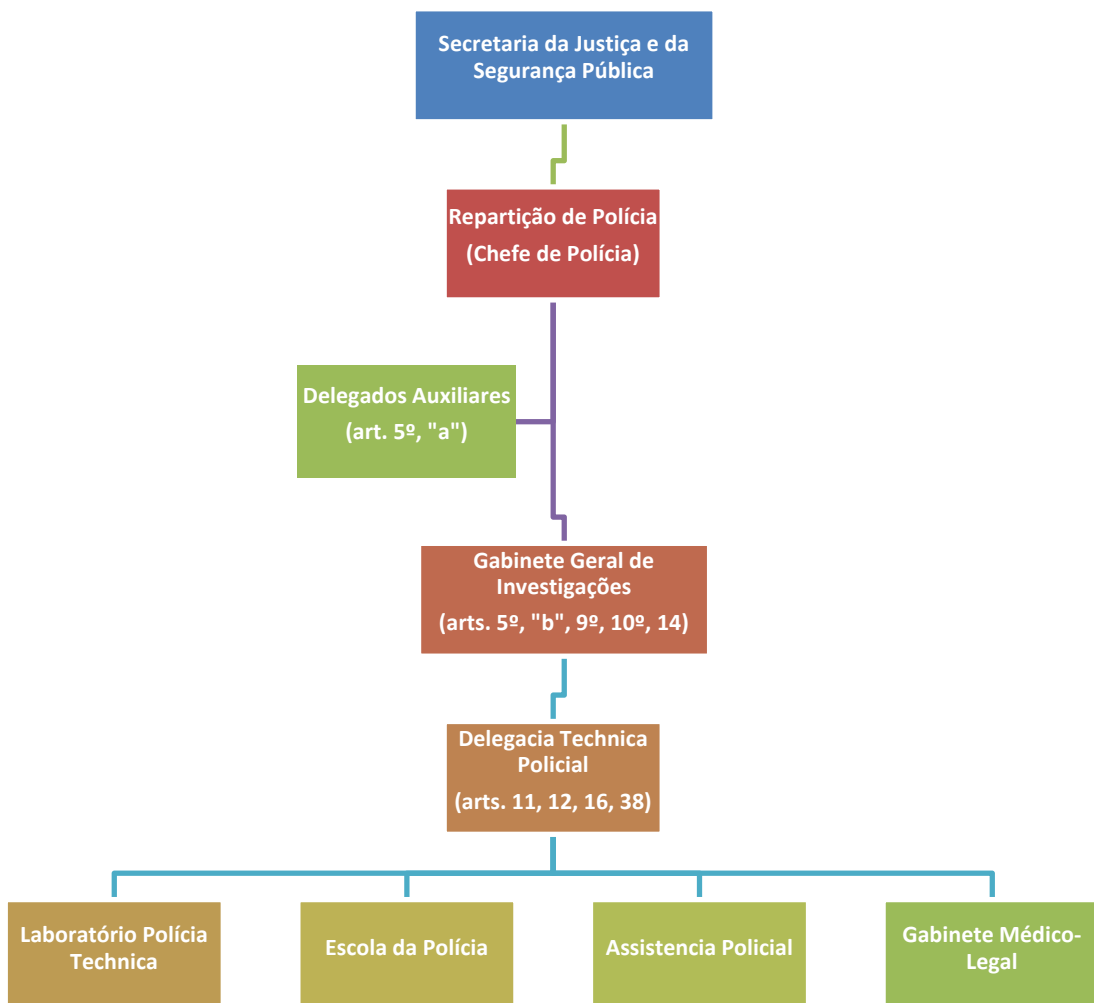 Secretaria da Justiça e da
Segurança Pública
Repartição de Polícia
(Chefe de Polícia)
Delegados Auxiliares
(art. 5º, "a")
Gabinete Geral de
Investigações
(arts. 5º, "b", 9º, 10º, 14)
Delegacia Technica
Policial
(arts. 11, 12, 16, 38)
Laboratório Polícia
Technica
Escola da Polícia
Assistencia Policial
Gabinete Médico-
Legal